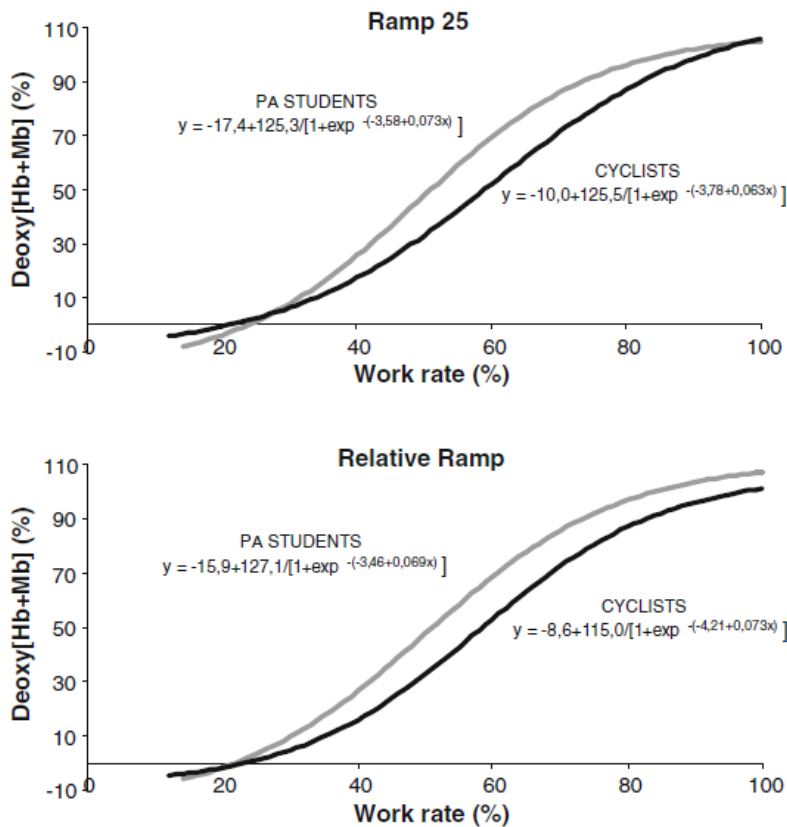 Ramp 25
Deoxy[Hb+Mb] (%)
110
90
70
50
30
10
-10
PA STUDENTS
y = -17,4+125,3/[1+exp -(-3,58+0,073x) ]
CYCLISTS
y = -10,0+125,5/[1+exp -(-3,78+0,063x) ]
0 20 40 60 80 100
Work rate (%)
Relative Ramp
Deoxy[Hb+Mb] (%)
110
90
70
50
30
10
-10
PA STUDENTS
y = -15,9+127,1/[1+exp -(-3,46+0,069x) ]
CYCLISTS
y = -8,6+115,0/[1+exp -(-4,21+0,073x) ]
0 20 40 60 80 100
Work rate (%)